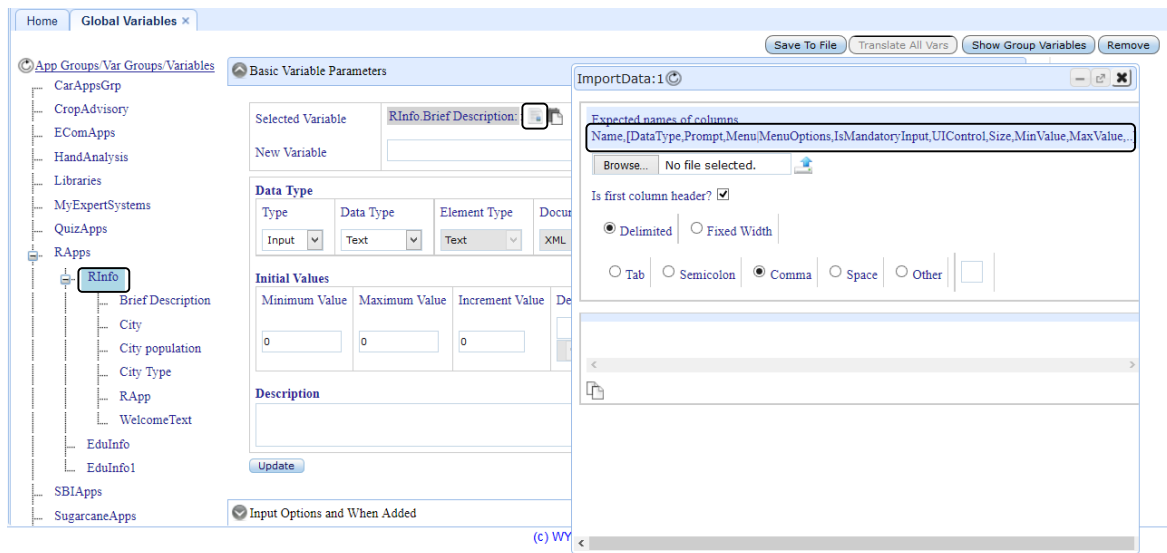 Home Global Variables ×
Save To File Translate All Vars Show Group Variables Remove
App Groups/Var Groups/Variables
CarAppsGrp
CropAdvisory
EComApps
HandAnalysis
Libraries
MyExpertSystems
QuizApps
RApps
RInfo
Brief Description
City
City population
City Type
RApp
WelcomeText
EduInfo
EduInfo1
SBIApps
SugarcaneApps
Basic Variable Parameters
Selected Variable RInfo.Brief Description:
New Variable
Data Type
Type Data Type Element Type Docur
Input Text Text XML
Initial Values
Minimum Value Maximum Value Increment Value De
0 0 0
Description
Update
Input Options and When Added
(c) WY
ImportData:1
Expected names of columns
Name,[DataType,Prompt,Menu|MenuOptions,IsMandatoryInput,UIControl,Size,MinValue,MaxValue,..
Browse... No file selected.
Is first column header?
Delimited Fixed Width
Tab Semicolon Comma Space Other